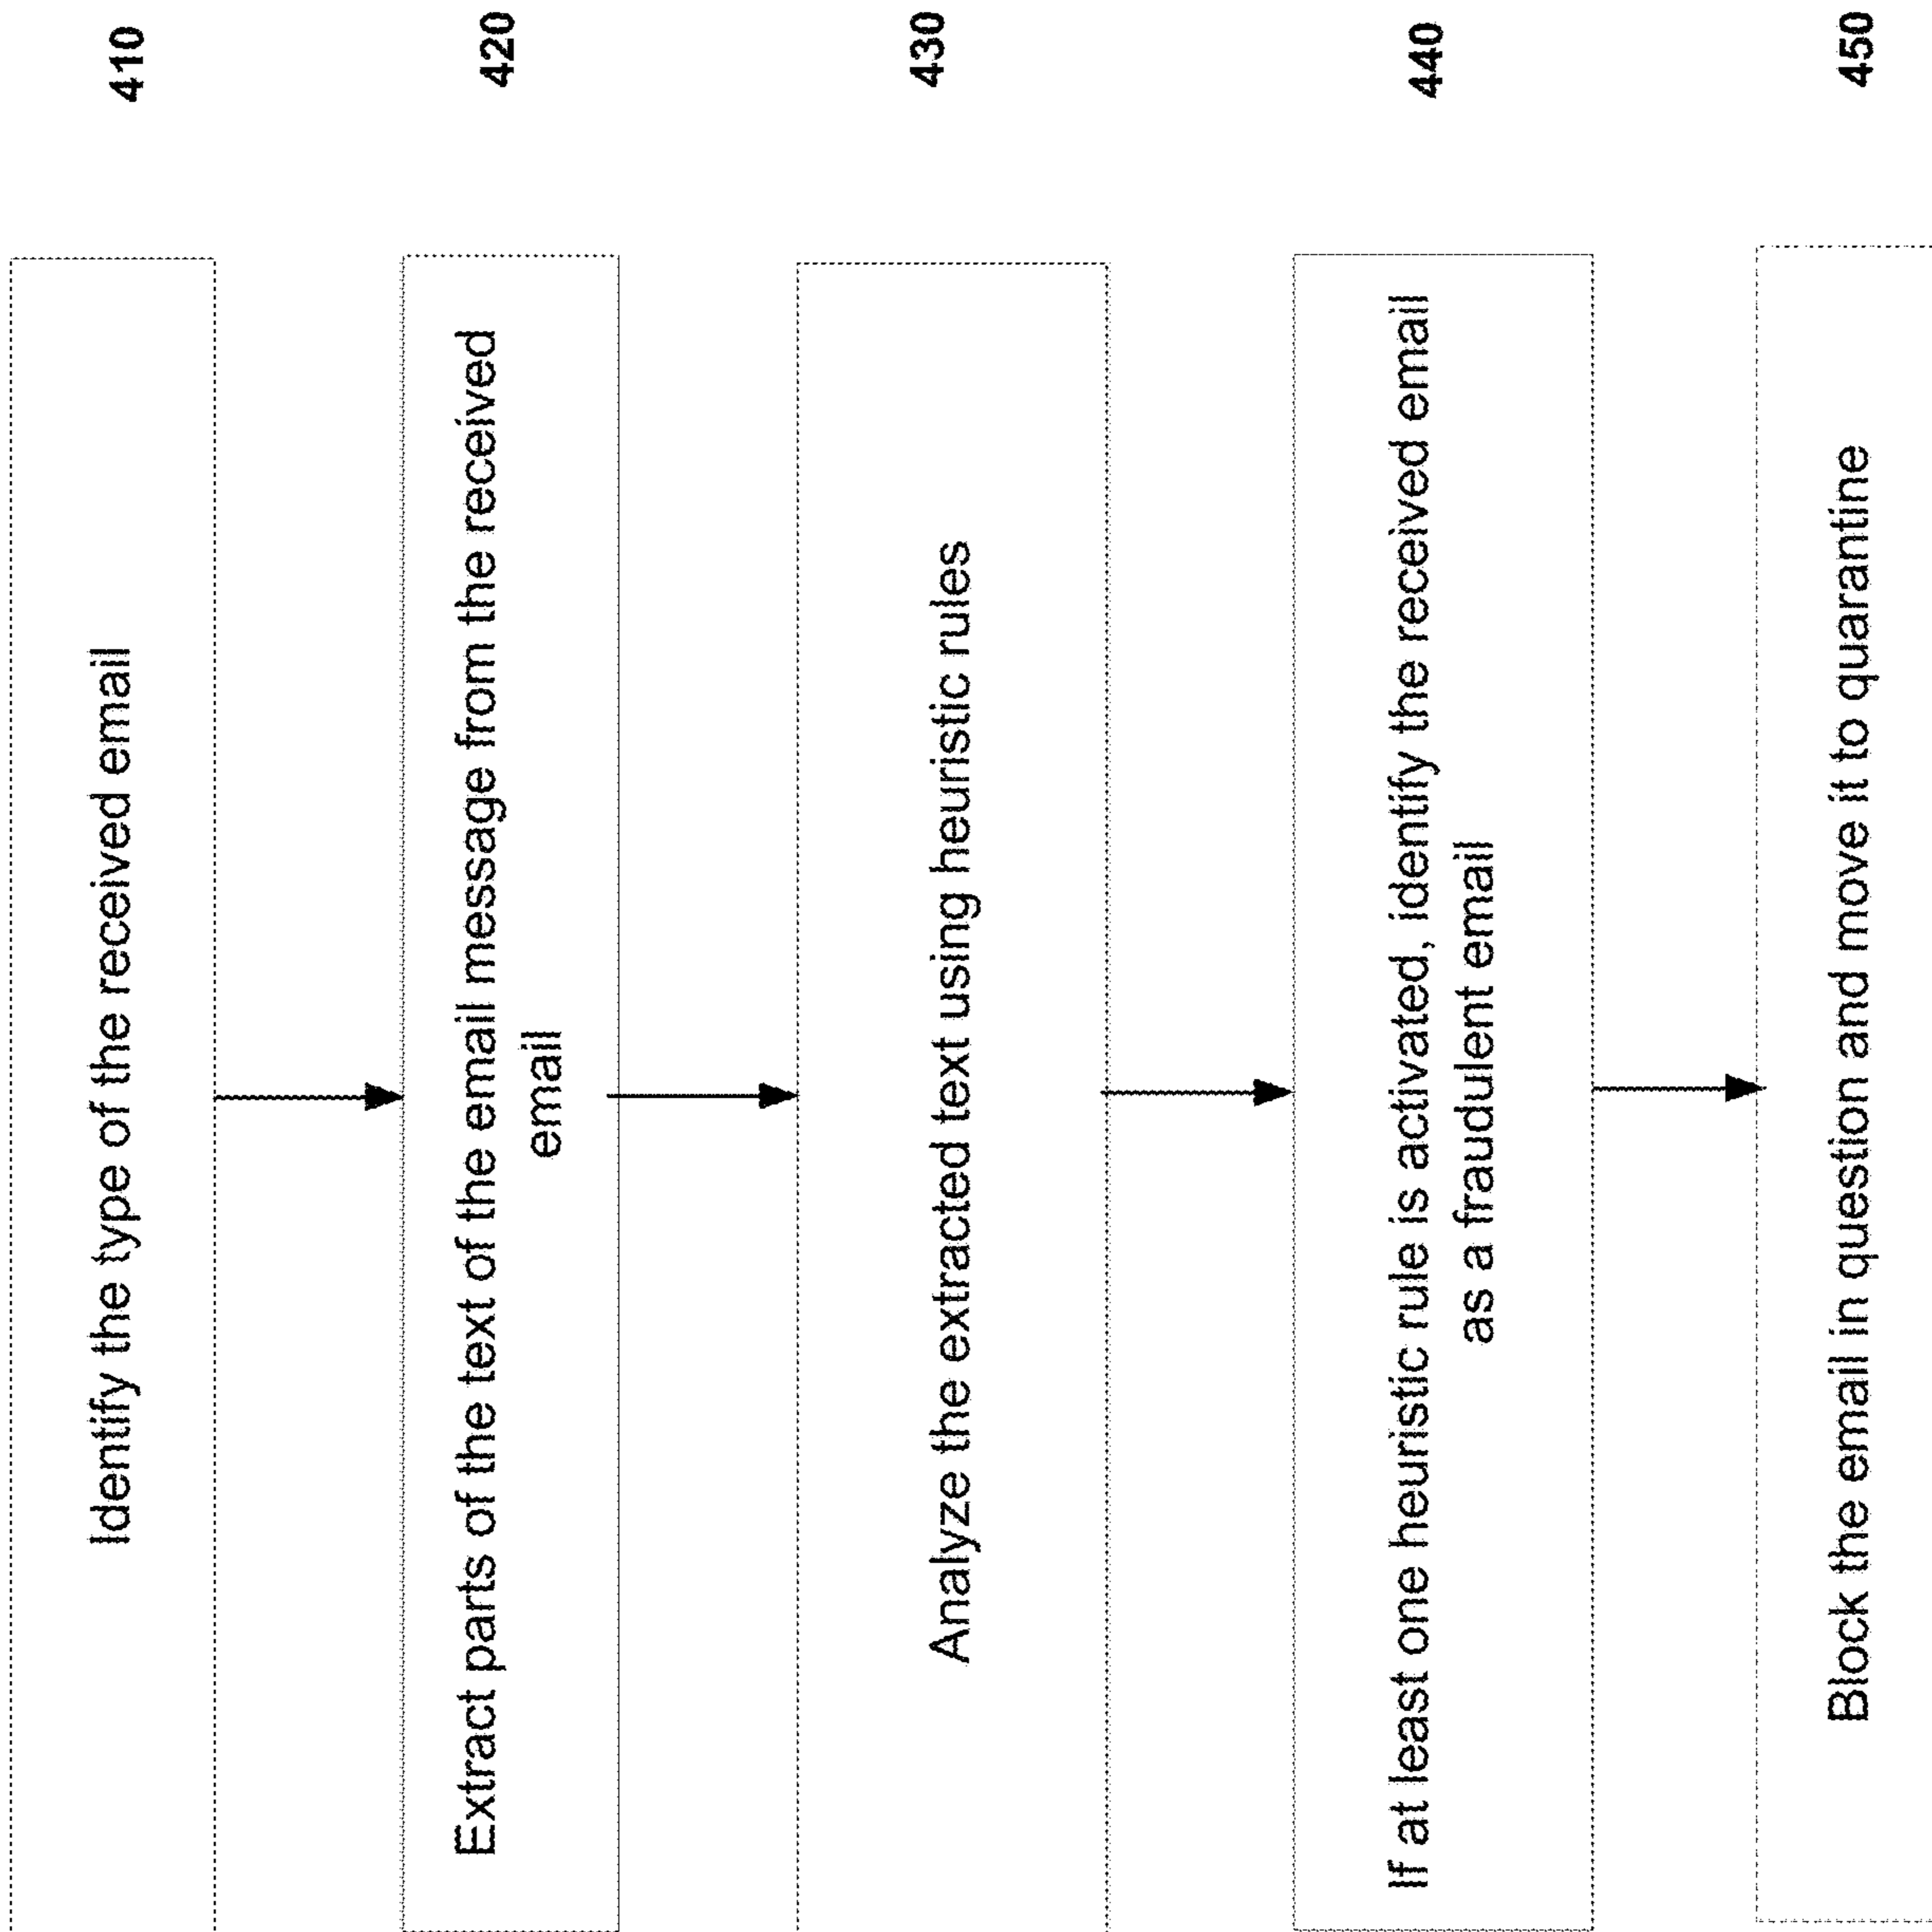 Identify the type of the received email
410
Extract parts of the text of the email message from the received
email
420
Analyze the extracted text using heuristic rules
430
If at least one heuristic rule is activated, identify the received email
as a fraudulent email
440
Block the email in question and move it to quarantine
450